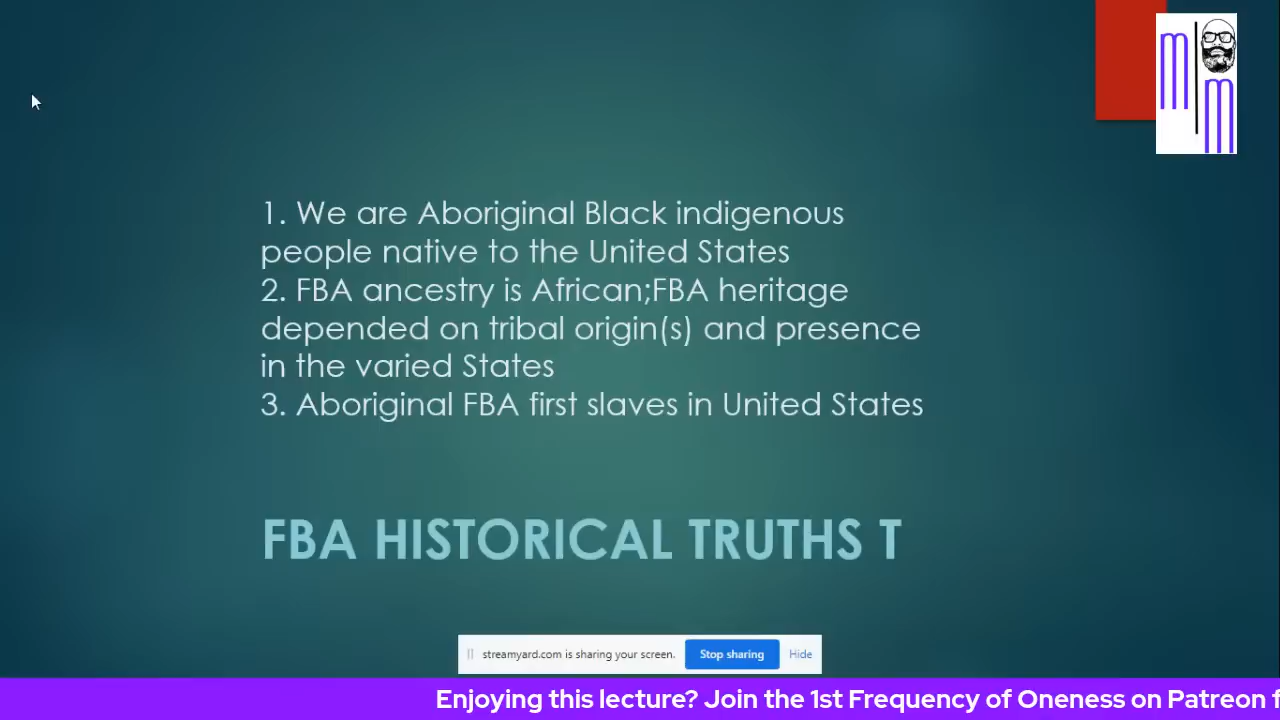 1. We are Aboriginal Black indigenous
people native to the United States
2. FBA ancestry is African;FBA heritage
depended on tribal origin(s) and presence
in the varied States
3. Aboriginal FBA first slaves in United States
FBA HISTORICAL TRUTHS T
streamyard.com is sharing your screen. Stop sharing Hide
Enjoying this lecture? Join the 1st Frequency of Oneness on Patreon f
m
m